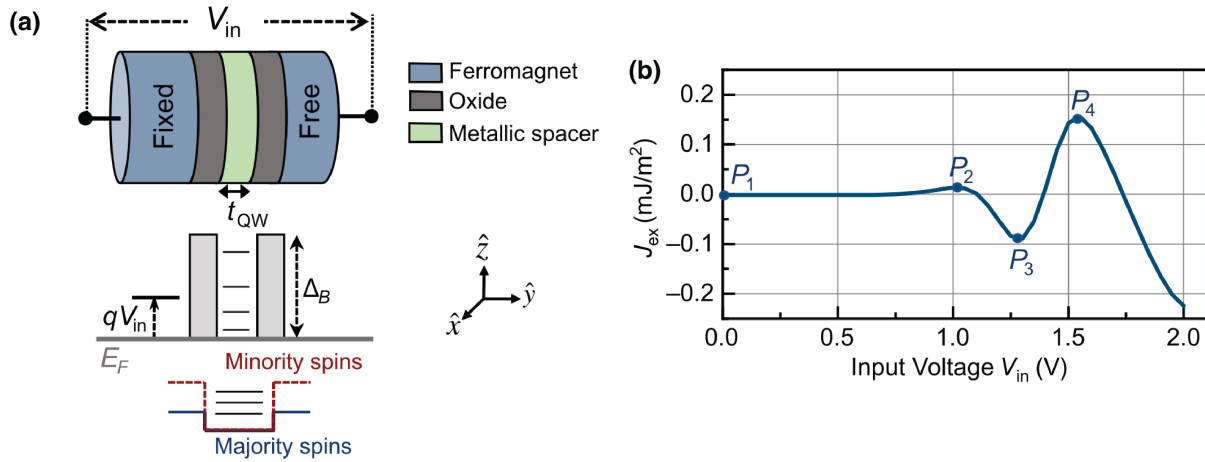 (a)
V_in
Fixed
Free
Ferromagnet
Oxide
Metallic spacer
t_QW
qV_in
Δ_B
E_F
Minority spins
Majority spins
ẑ
ŷ
x̂
(b)
J_ex (mJ/m²)
0.2
0.1
0.0
−0.1
−0.2
P_1
P_2
P_3
P_4
0.0
0.5
1.0
1.5
2.0
Input Voltage V_in (V)